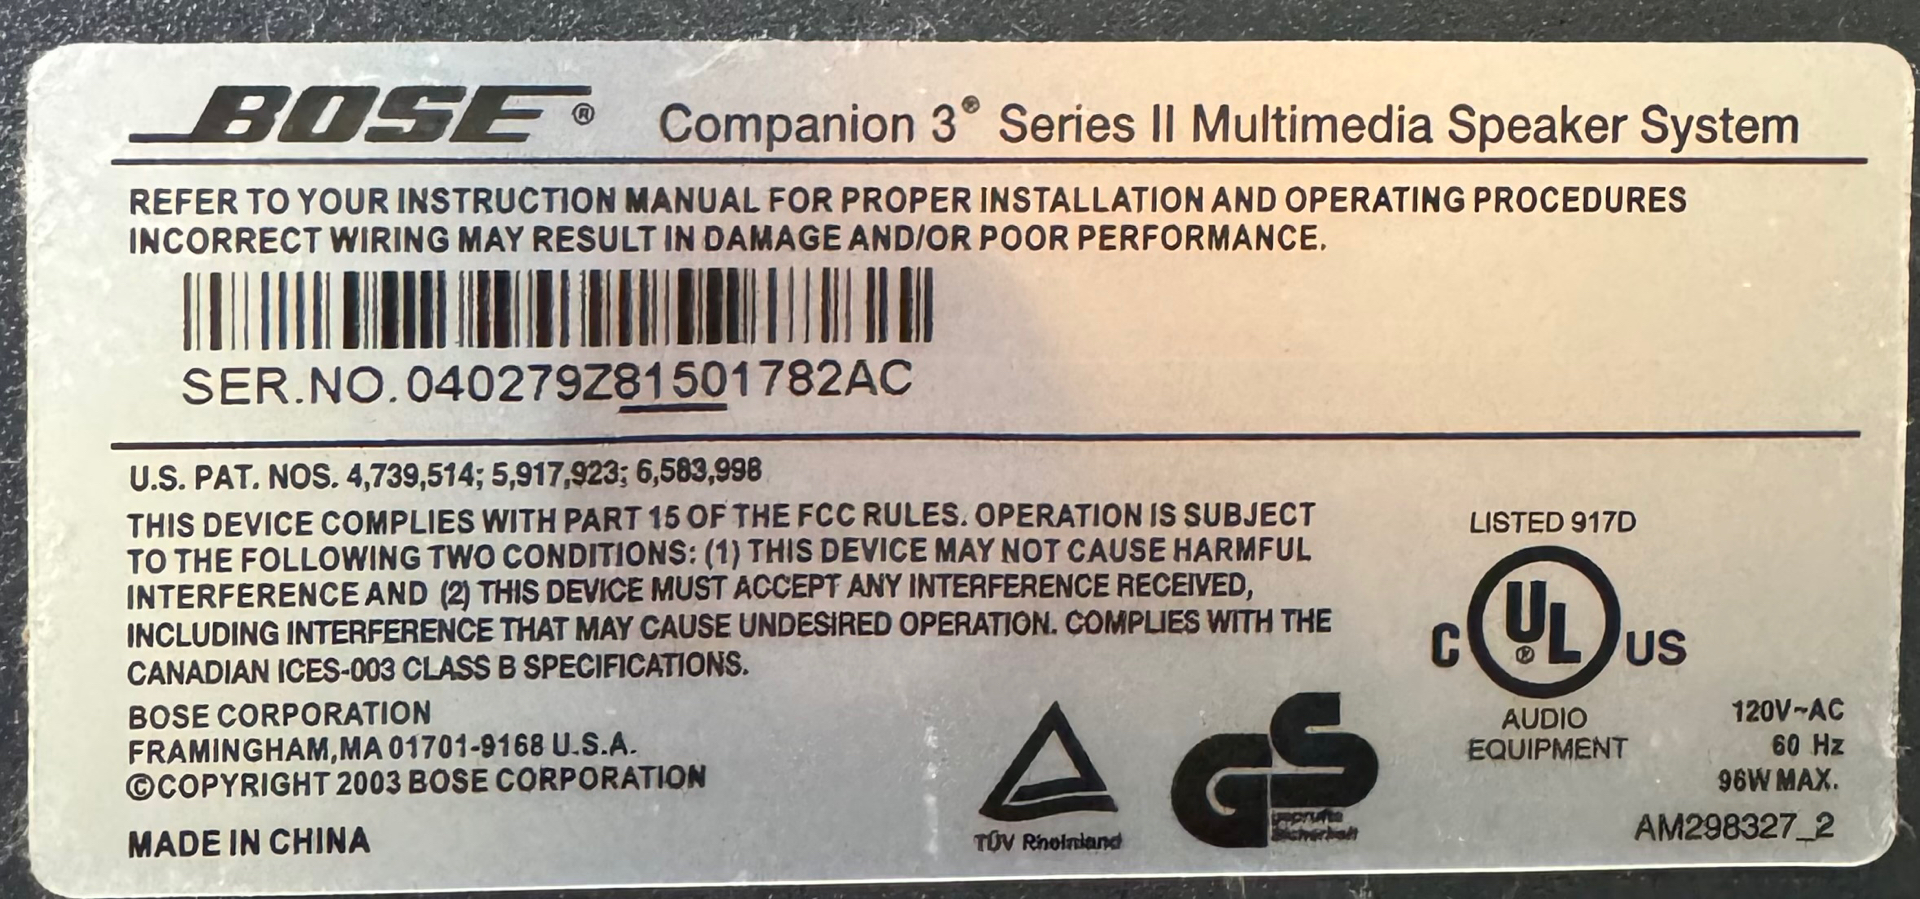 BOSE® Companion 3® Series II Multimedia Speaker System
REFER TO YOUR INSTRUCTION MANUAL FOR PROPER INSTALLATION AND OPERATING PROCEDURES
INCORRECT WIRING MAY RESULT IN DAMAGE AND/OR POOR PERFORMANCE.
SER.NO.040279Z81501782AC
U.S. PAT. NOS. 4,739,514; 5,917,923; 6,583,998
THIS DEVICE COMPLIES WITH PART 15 OF THE FCC RULES. OPERATION IS SUBJECT
TO THE FOLLOWING TWO CONDITIONS: (1) THIS DEVICE MAY NOT CAUSE HARMFUL
INTERFERENCE AND (2) THIS DEVICE MUST ACCEPT ANY INTERFERENCE RECEIVED,
INCLUDING INTERFERENCE THAT MAY CAUSE UNDESIRED OPERATION. COMPLIES WITH THE
CANADIAN ICES-003 CLASS B SPECIFICATIONS.
BOSE CORPORATION
FRAMINGHAM,MA 01701-9168 U.S.A.
©COPYRIGHT 2003 BOSE CORPORATION
MADE IN CHINA
TÜV Rheinland
GS
geprüfte
Sicherheit
LISTED 917D
C UL® US
AUDIO
EQUIPMENT
120V~AC
60 Hz
96W MAX.
AM298327_2